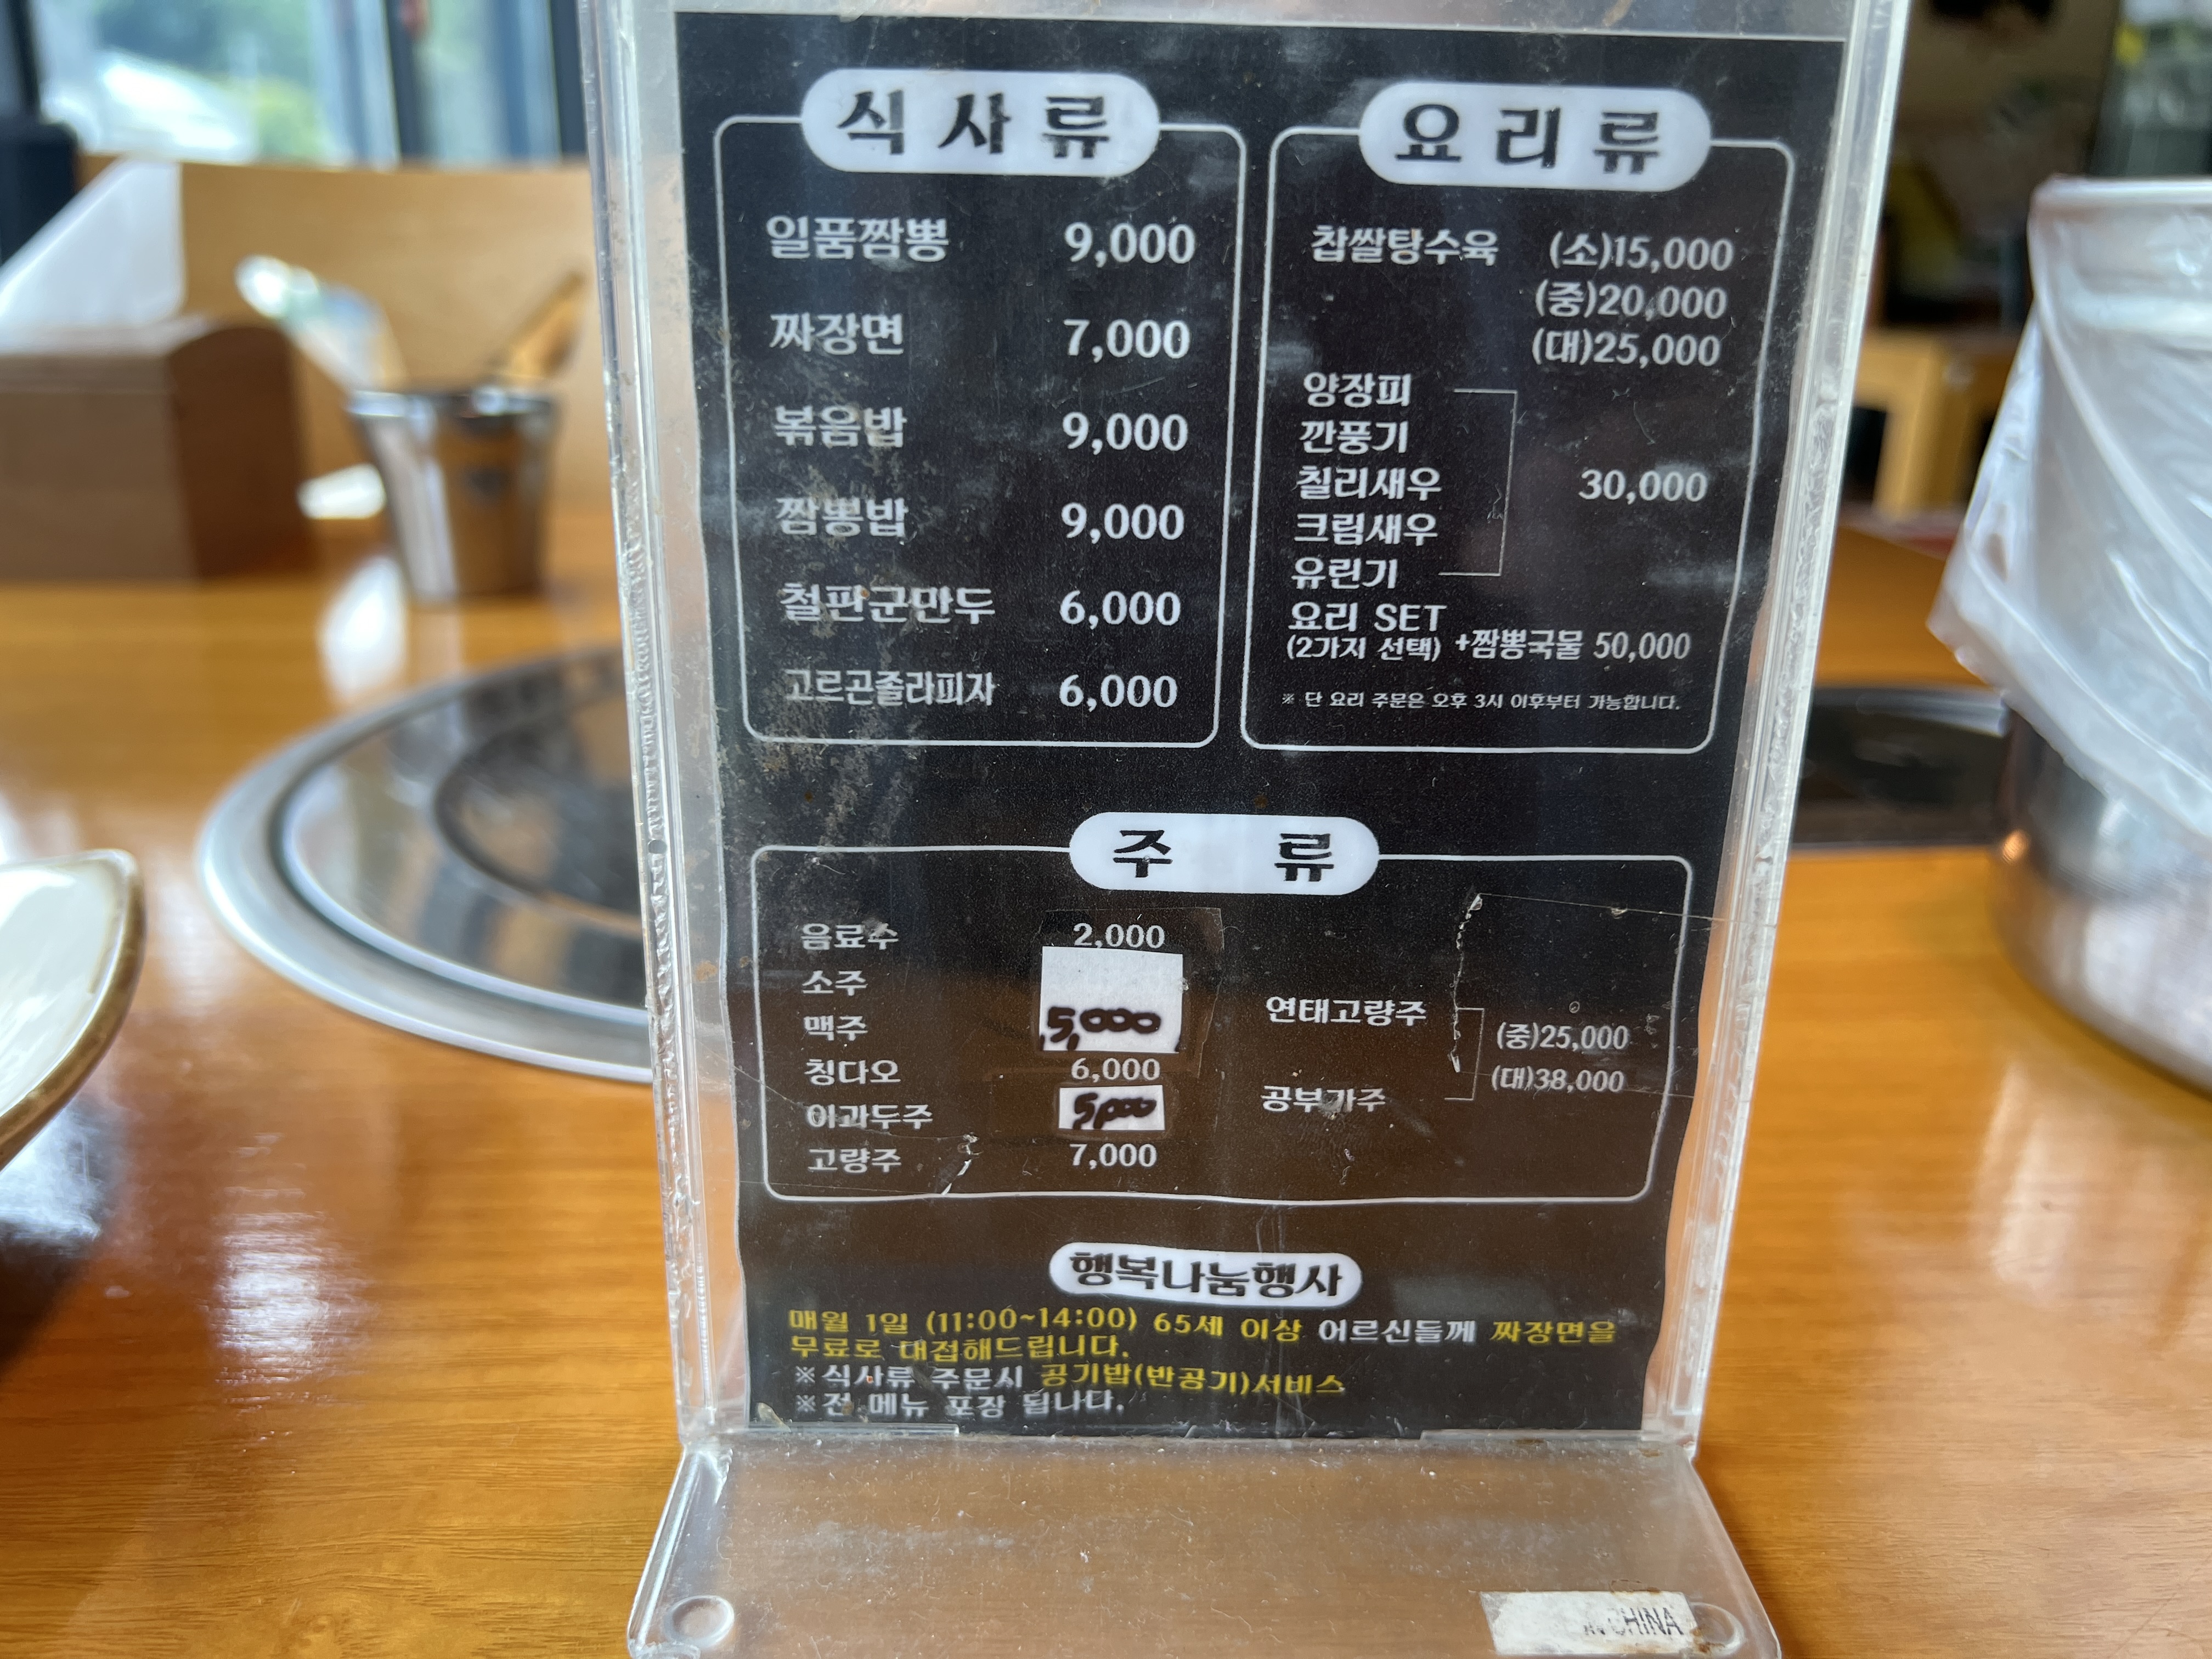 식사류
일품짬뽕 9,000
짜장면 7,000
볶음밥 9,000
짬뽕밥 9,000
철판군만두 6,000
고르곤졸라피자 6,000
요리류
찹쌀탕수육 (소)15,000
(중)20,000
(대)25,000
양장피
깐풍기
칠리새우 30,000
크림새우
유린기
요리 SET
(2가지 선택) +짬뽕국물 50,000
※ 단 요리 주문은 오후 3시 이후부터 가능합니다.
주 류
음료수 2,000
소주
맥주 5,000
칭다오 6,000
이과두주 5,000
고량주 7,000
연태고량주
(중)25,000
(대)38,000
공부가주
행복나눔행사
매월 1일 (11:00~14:00) 65세 이상 어르신들께 짜장면을
무료로 대접해드립니다.
※식사류 주문시 공기밥(반공기)서비스
※전 메뉴 포장 됩니다.
IN CHINA